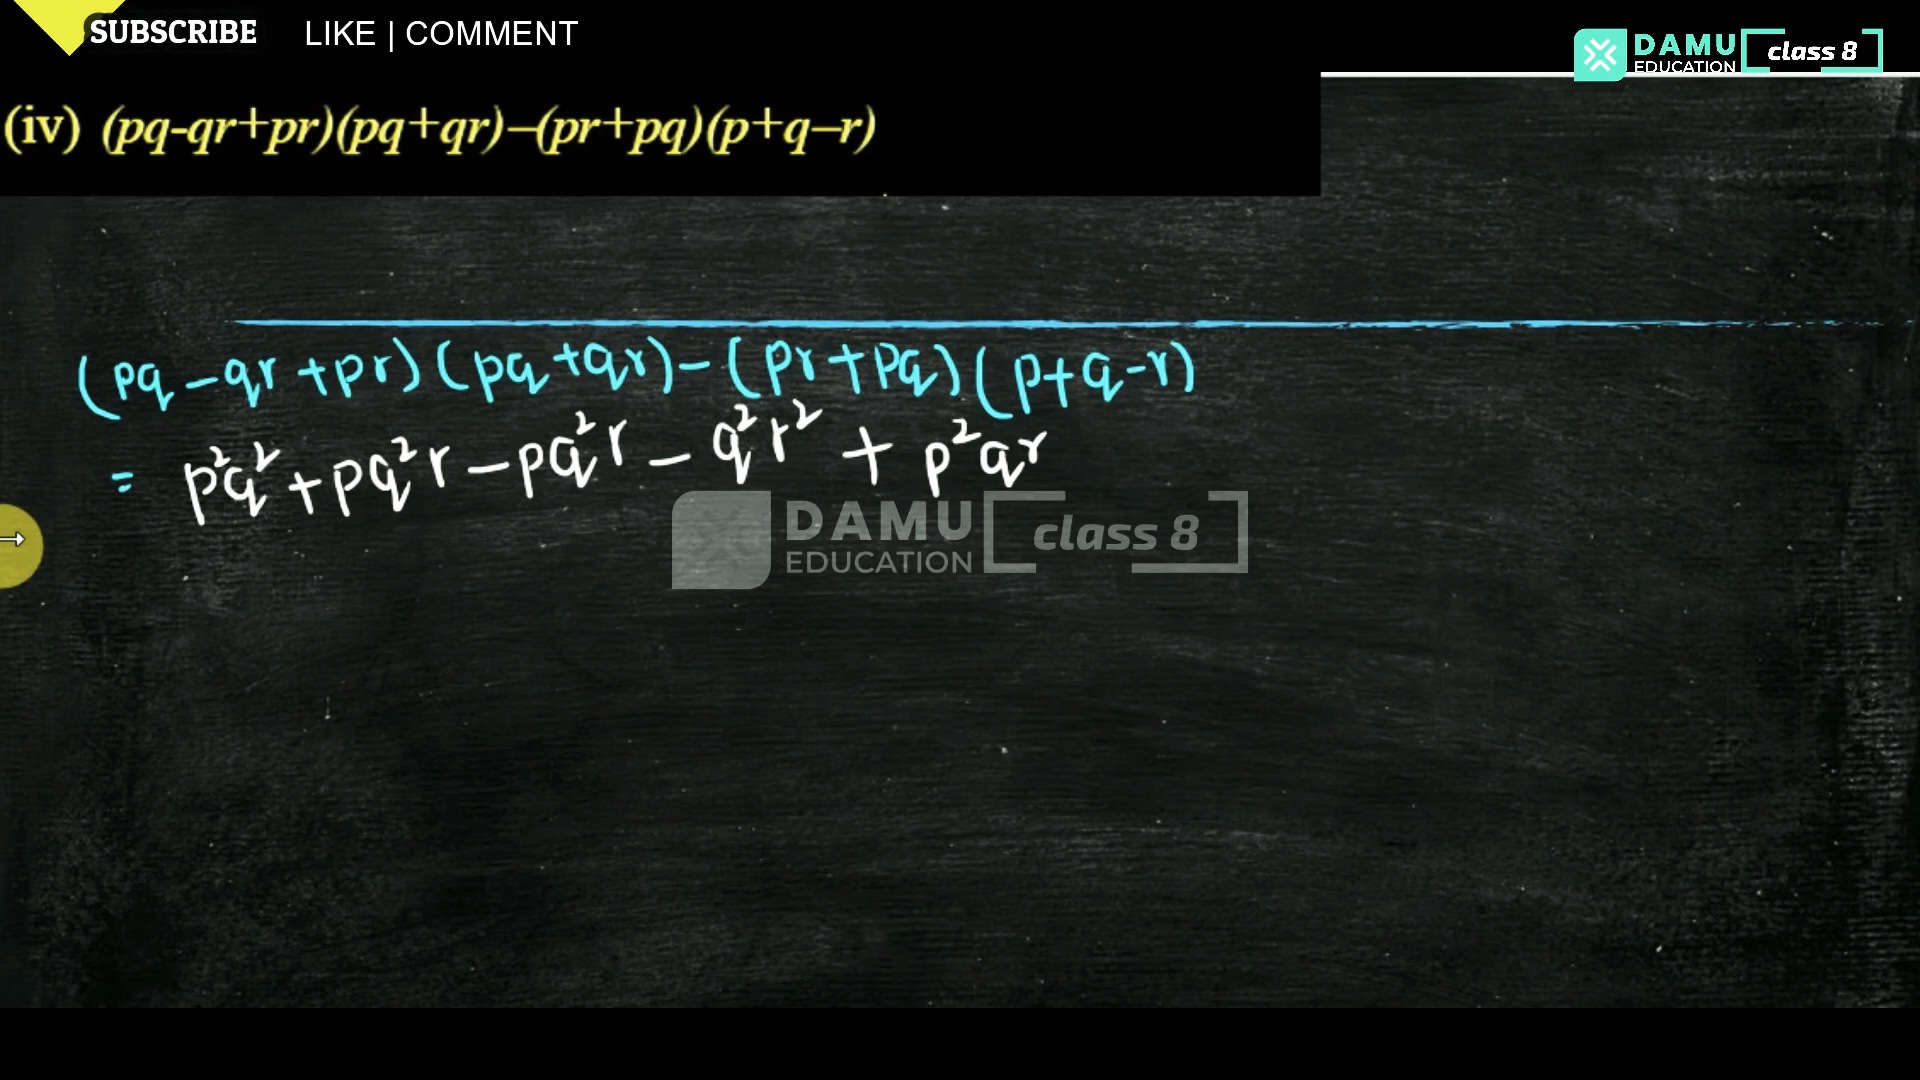 SUBSCRIBE LIKE | COMMENT
DAMU EDUCATION class 8
(iv) (pq-qr+pr)(pq+qr)–(pr+pq)(p+q–r)
(pq – qr + pr) (pq + qr) – (pr + pq) (p + q - r)
= p²q² + pq²r – pq²r – q²r² + p²qr
DAMU EDUCATION class 8